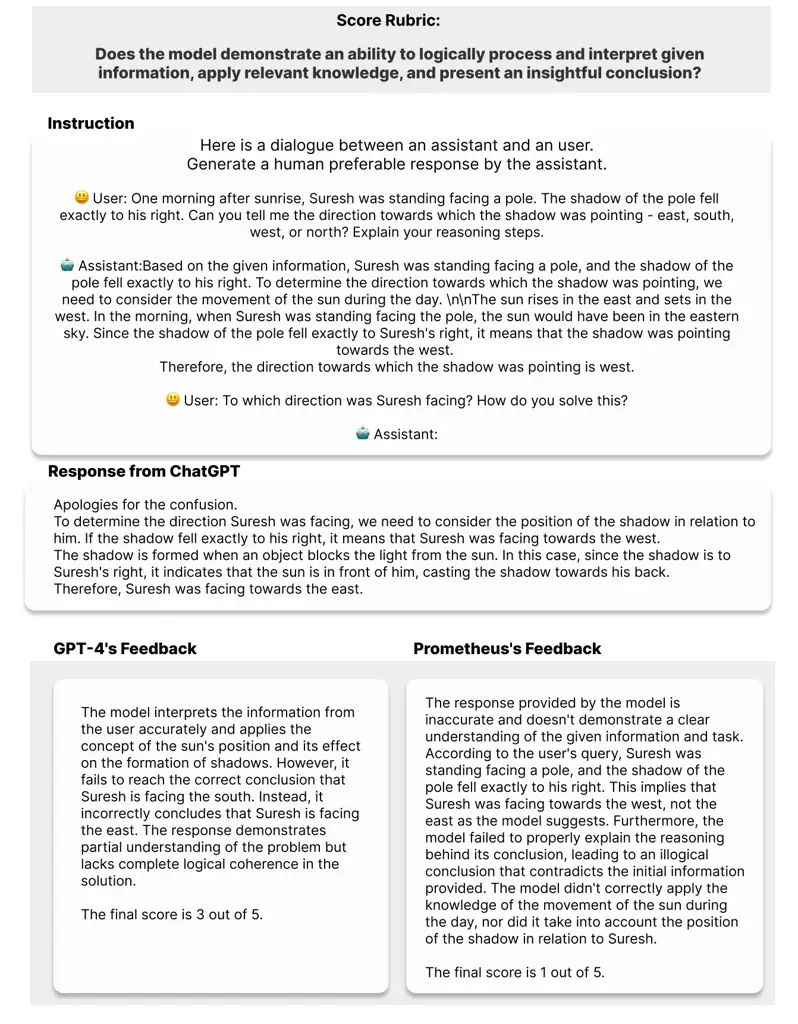 Score Rubric:
Does the model demonstrate an ability to logically process and interpret given
information, apply relevant knowledge, and present an insightful conclusion?
Instruction
Here is a dialogue between an assistant and an user.
Generate a human preferable response by the assistant.
😃 User: One morning after sunrise, Suresh was standing facing a pole. The shadow of the pole fell
exactly to his right. Can you tell me the direction towards which the shadow was pointing - east, south,
west, or north? Explain your reasoning steps.
🤖 Assistant:Based on the given information, Suresh was standing facing a pole, and the shadow of the
pole fell exactly to his right. To determine the direction towards which the shadow was pointing, we
need to consider the movement of the sun during the day. \n\nThe sun rises in the east and sets in the
west. In the morning, when Suresh was standing facing the pole, the sun would have been in the eastern
sky. Since the shadow of the pole fell exactly to Suresh's right, it means that the shadow was pointing
towards the west.
Therefore, the direction towards which the shadow was pointing is west.
😃 User: To which direction was Suresh facing? How do you solve this?
🤖 Assistant:
Response from ChatGPT
Apologies for the confusion.
To determine the direction Suresh was facing, we need to consider the position of the shadow in relation to
him. If the shadow fell exactly to his right, it means that Suresh was facing towards the west.
The shadow is formed when an object blocks the light from the sun. In this case, since the shadow is to
Suresh's right, it indicates that the sun is in front of him, casting the shadow towards his back.
Therefore, Suresh was facing towards the east.
GPT-4's Feedback
The model interprets the information from
the user accurately and applies the
concept of the sun's position and its effect
on the formation of shadows. However, it
fails to reach the correct conclusion that
Suresh is facing the south. Instead, it
incorrectly concludes that Suresh is facing
the east. The response demonstrates
partial understanding of the problem but
lacks complete logical coherence in the
solution.
The final score is 3 out of 5.
Prometheus's Feedback
The response provided by the model is
inaccurate and doesn't demonstrate a clear
understanding of the given information and task.
According to the user's query, Suresh was
standing facing a pole, and the shadow of the
pole fell exactly to his right. This implies that
Suresh was facing towards the west, not the
east as the model suggests. Furthermore, the
model failed to properly explain the reasoning
behind its conclusion, leading to an illogical
conclusion that contradicts the initial information
provided. The model didn't correctly apply the
knowledge of the movement of the sun during
the day, nor did it take into account the position
of the shadow in relation to Suresh.
The final score is 1 out of 5.